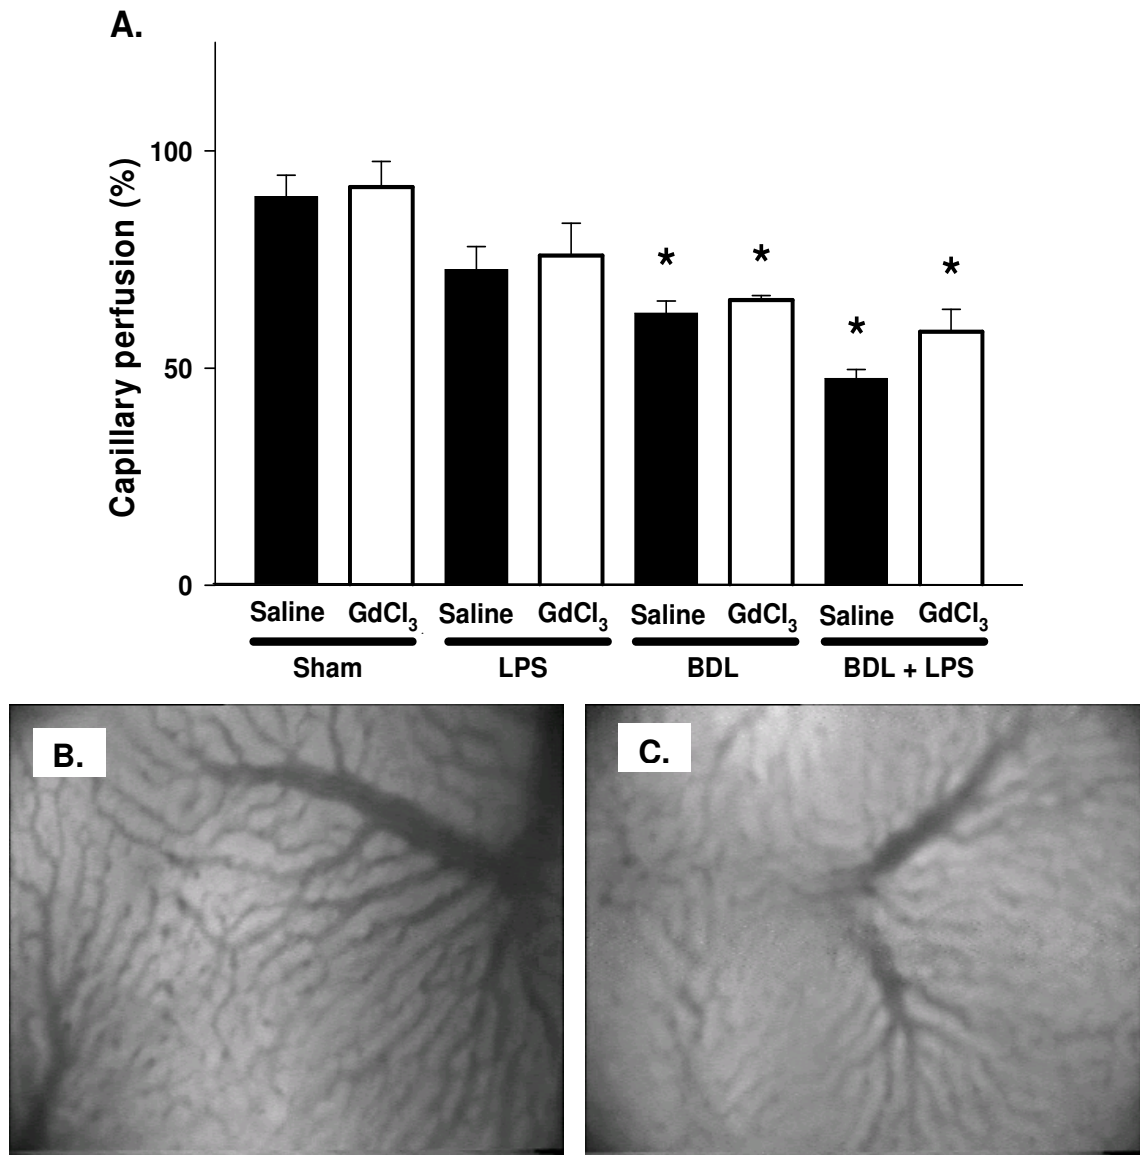 A.
Capillary perfusion (%)
100
50
0
* * * *
Saline GdCl₃ Saline GdCl₃ Saline GdCl₃ Saline GdCl₃
Sham LPS BDL BDL + LPS
B. C.